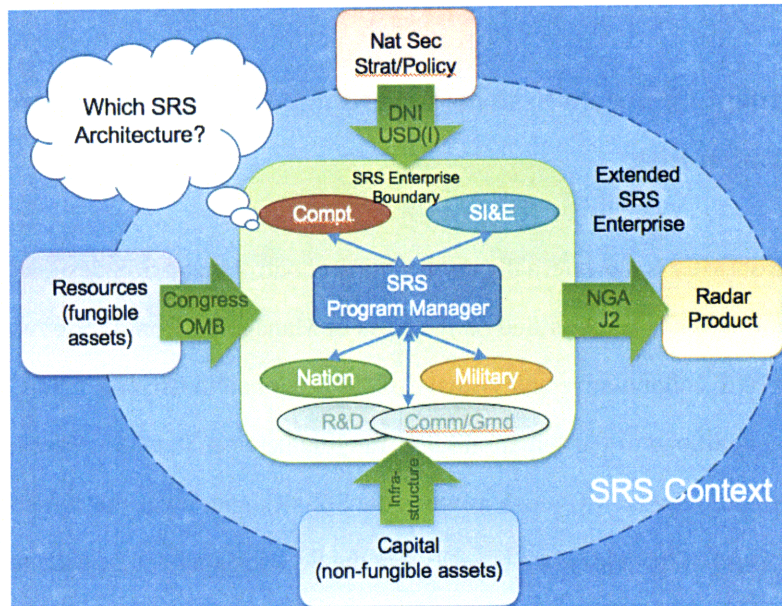 Nat Sec
Strat/Policy
Which SRS
Architecture?
DNI
USD(I)
SRS Enterprise
Boundary
Extended
SRS
Enterprise
Compt.
SI&E
SRS
Program Manager
Resources
(fungible
assets)
Congress
OMB
NGA
J2
Radar
Product
Nation
Military
R&D
Comm/Grnd
SRS Context
Infra-
structure
Capital
(non-fungible assets)